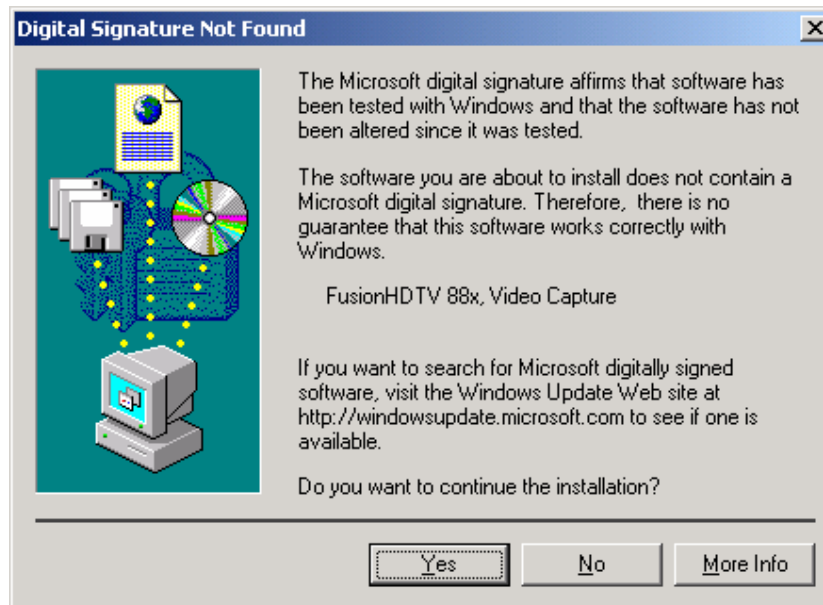 Digital Signature Not Found
The Microsoft digital signature affirms that software has
been tested with Windows and that the software has not
been altered since it was tested.
The software you are about to install does not contain a
Microsoft digital signature. Therefore,  there is no
guarantee that this software works correctly with
Windows.
FusionHDTV 88x, Video Capture
If you want to search for Microsoft digitally signed
software, visit the Windows Update Web site at
http://windowsupdate.microsoft.com to see if one is
available.
Do you want to continue the installation?
Yes No More Info